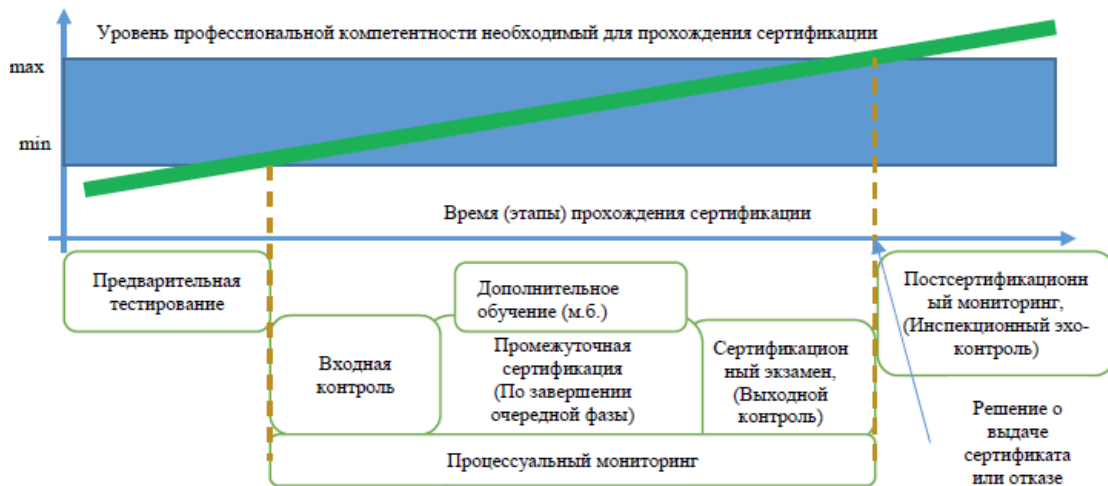 Уровень профессиональной компетентности необходимый для прохождения сертификации
max
min
Время (этапы) прохождения сертификации
Предварительная
тестирование
Входная
контроль
Дополнительное
обучение (м.б.)
Промежуточная
сертификация
(По завершении
очередной фазы)
Сертификацион
ный экзамен,
(Выходной
контроль)
Постсертификационн
ый мониторинг,
(Инспекционный эхо-
контроль)
Процессуальный мониторинг
Решение о
выдаче
сертификата
или отказе